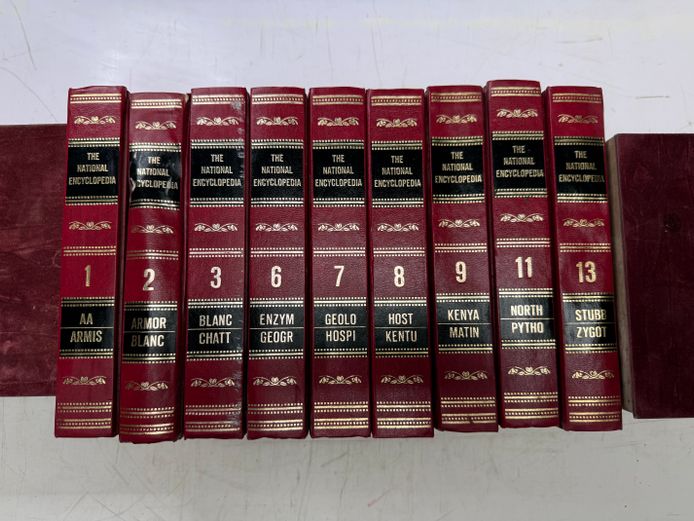 THE
NATIONAL
ENCYCLOPEDIA
1
AA
ARMIS
THE
NATIONAL
CYCLOPEDIA
2
ARMOR
BLANC
THE
NATIONAL
ENCYCLOPEDIA
3
BLANC
CHATT
THE
NATIONAL
ENCYCLOPEDIA
6
ENZYM
GEOGR
THE
NATIONAL
ENCYCLOPEDIA
7
GEOLO
HOSPI
THE
NATIONAL
ENCYCLOPEDIA
8
HOST
KENTU
THE
NATIONAL
ENCYCLOPEDIA
9
KENYA
MATIN
THE
NATIONAL
ENCYCLOPEDIA
11
NORTH
PYTHO
THE
NATIONAL
ENCYCLOPEDIA
13
STUBB
ZYGOT